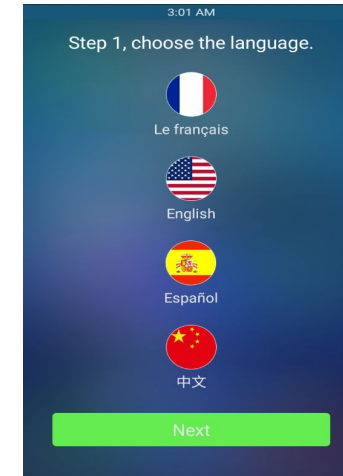 3:01 AM
Step 1, choose the language.
Le français
English
Español
中文
Next